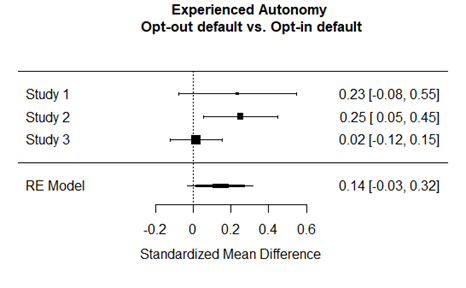 Experienced Autonomy
Opt-out default vs. Opt-in default
Study 1 0.23 [-0.08, 0.55]
Study 2 0.25 [ 0.05, 0.45]
Study 3 0.02 [-0.12, 0.15]
RE Model 0.14 [-0.03, 0.32]
-0.2 0 0.2 0.4 0.6
Standardized Mean Difference